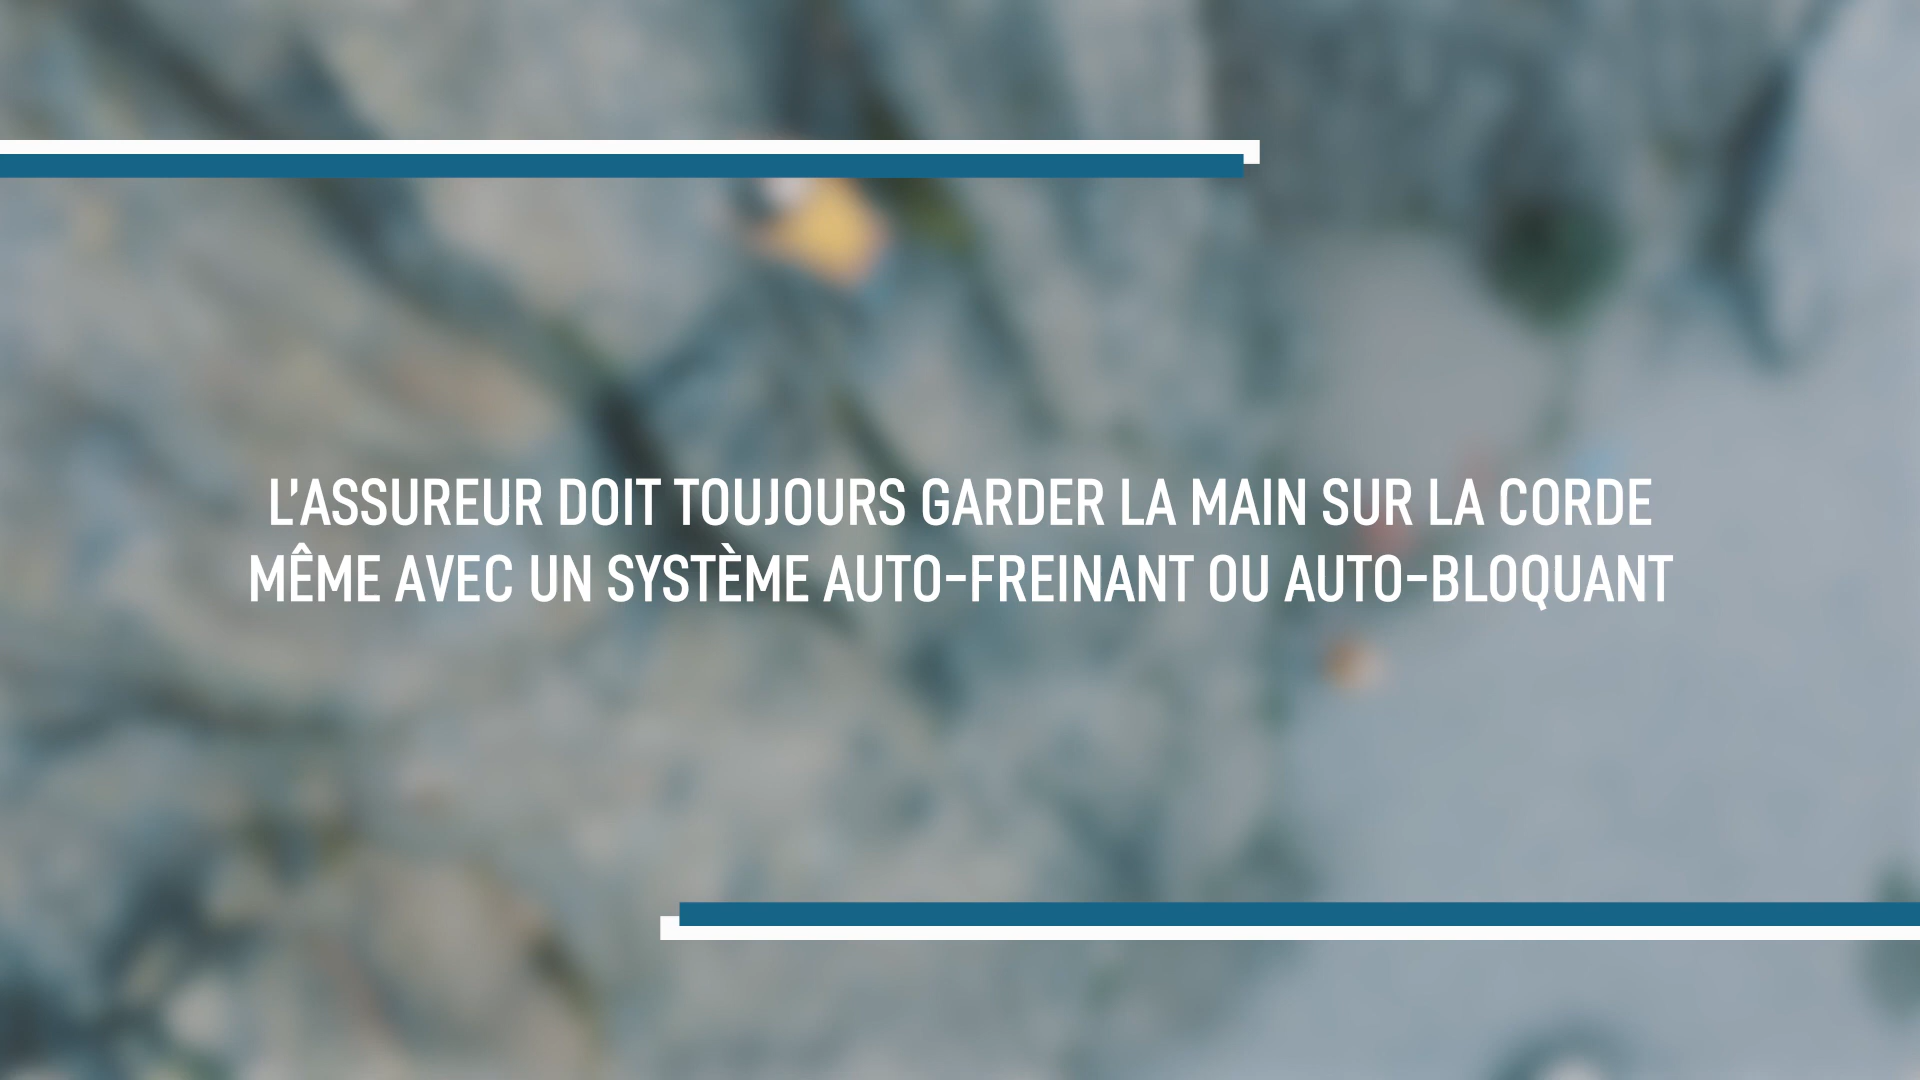 L'ASSUREUR DOIT TOUJOURS GARDER LA MAIN SUR LA CORDE
MÊME AVEC UN SYSTÈME AUTO-FREINANT OU AUTO-BLOQUANT